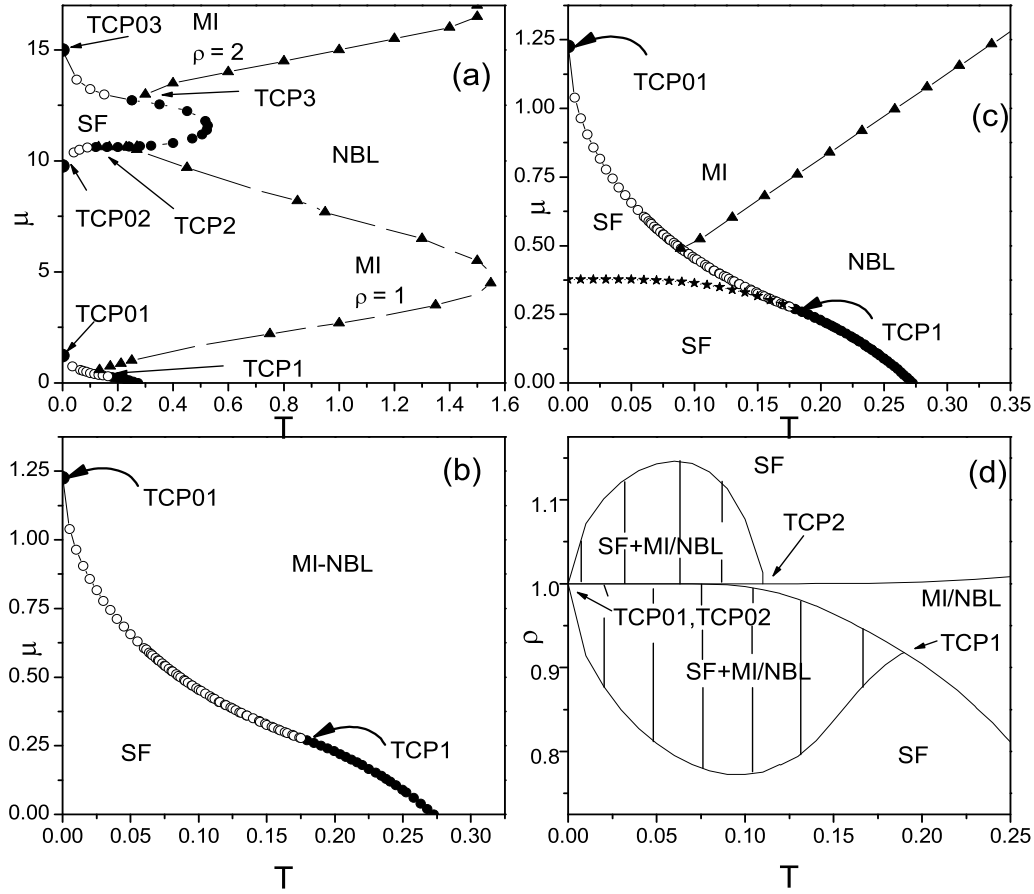 TCP03
MI
ρ = 2
(a)
15
TCP3
SF
NBL
10
TCP02
TCP2
μ
5
MI
ρ = 1
TCP01
TCP1
0
0.0 0.2 0.4 0.6 0.8 1.0 1.2 1.4 1.6
T
1.25
TCP01
(c)
1.00
MI
0.75
μ
SF
0.50
NBL
0.25
SF
TCP1
0.00
0.00 0.05 0.10 0.15 0.20 0.25 0.30 0.35
T
(b)
1.25
TCP01
1.00
MI-NBL
0.75
μ
0.50
0.25
SF
TCP1
0.00
0.00 0.05 0.10 0.15 0.20 0.25 0.30
T
SF
(d)
1.1
TCP2
SF+MI/NBL
1.0
MI/NBL
TCP01,TCP02
ρ
TCP1
0.9
SF+MI/NBL
0.8
SF
0.00 0.05 0.10 0.15 0.20 0.25
T